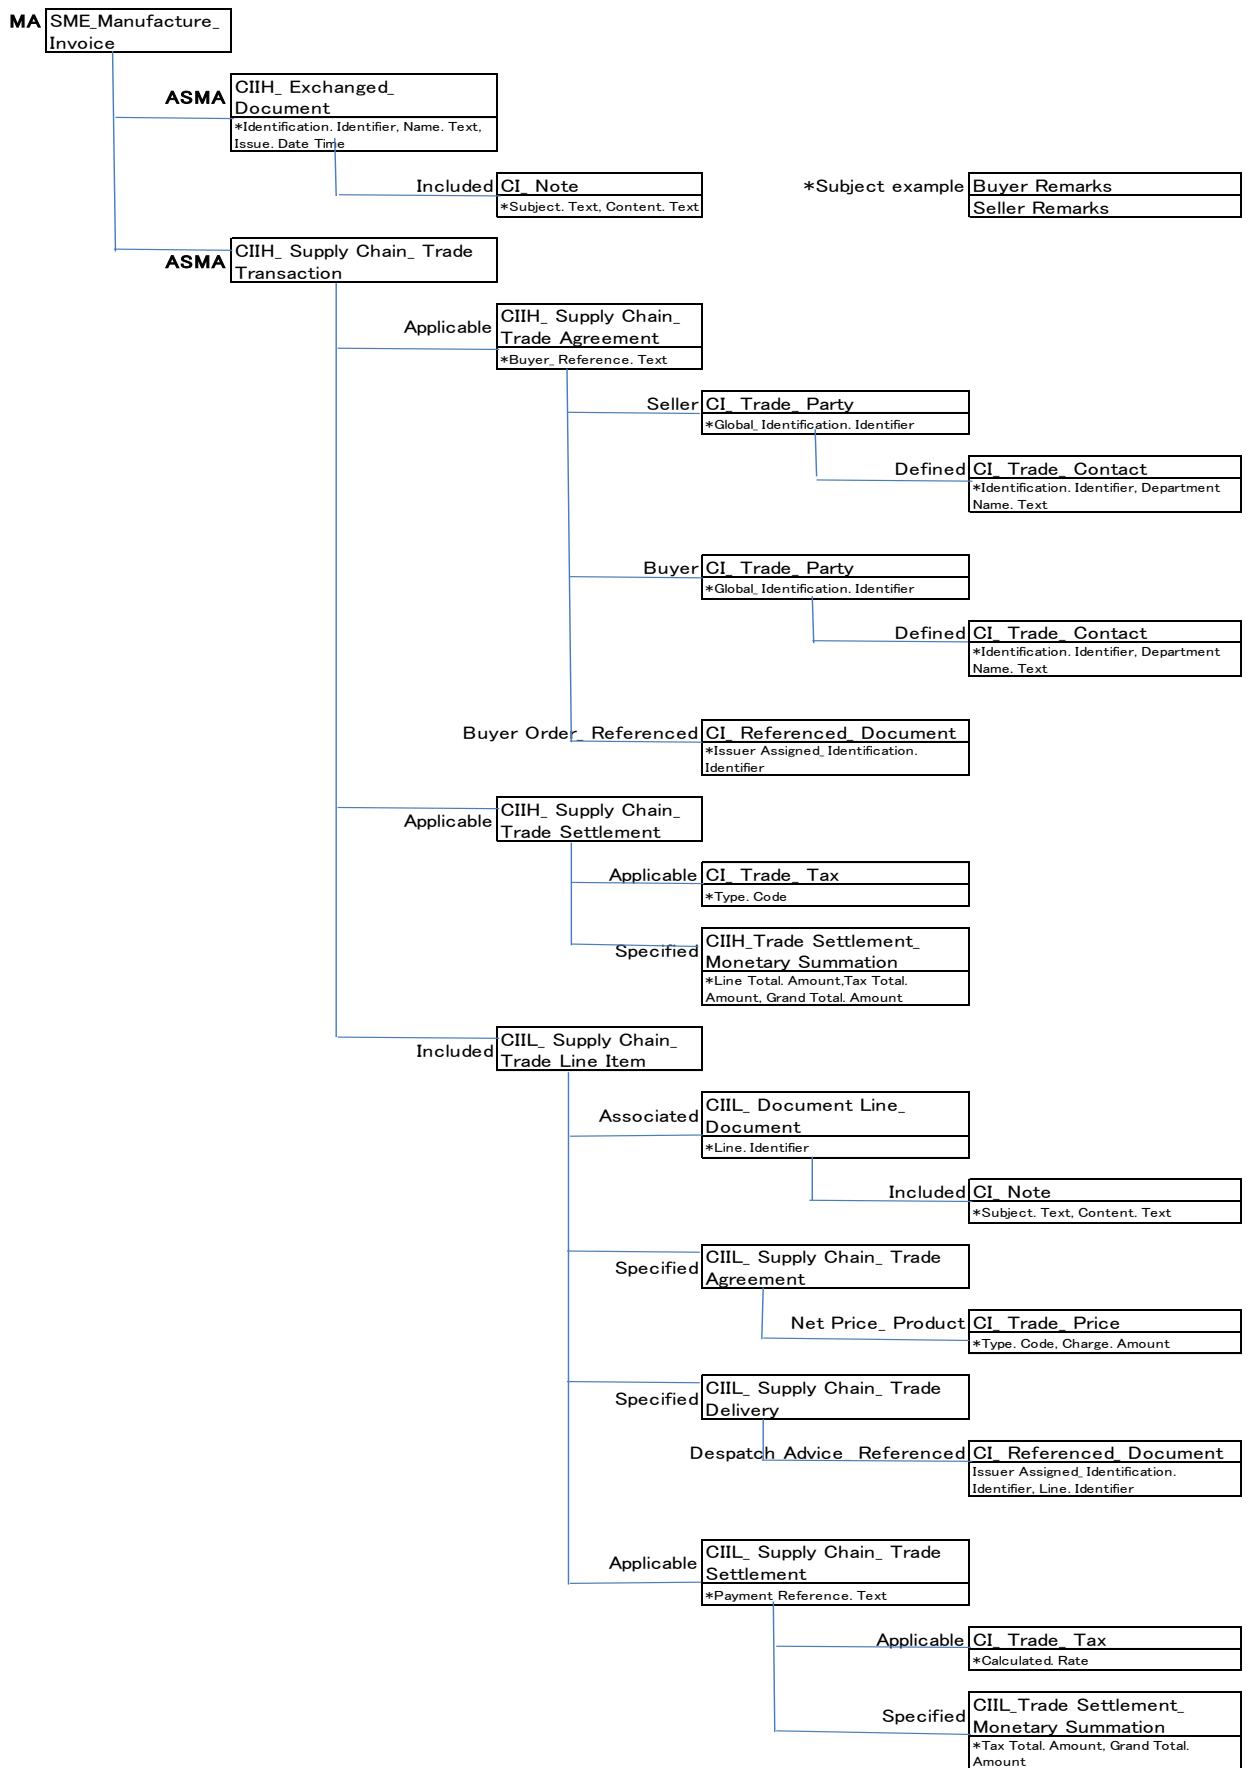 MA SME_Manufacture_
Invoice
ASMA CIIH_ Exchanged_
Document
*Identification. Identifier, Name. Text,
Issue. Date Time
Included CI_ Note
*Subject. Text, Content. Text
*Subject example Buyer Remarks
Seller Remarks
ASMA CIIH_ Supply Chain_ Trade
Transaction
Applicable CIIH_ Supply Chain_
Trade Agreement
*Buyer_ Reference. Text
Seller CI_ Trade_ Party
*Global_ Identification. Identifier
Defined CI_ Trade_ Contact
*Identification. Identifier, Department
Name. Text
Buyer CI_ Trade_ Party
*Global_ Identification. Identifier
Defined CI_ Trade_ Contact
*Identification. Identifier, Department
Name. Text
Buyer Order_ Referenced CI_ Referenced_ Document
*Issuer Assigned_ Identification.
Identifier
Applicable CIIH_ Supply Chain_
Trade Settlement
Applicable CI_ Trade_ Tax
*Type. Code
Specified CIIH_Trade Settlement_
Monetary Summation
*Line Total. Amount,Tax Total.
Amount, Grand Total. Amount
Included CIIL_ Supply Chain_
Trade Line Item
Associated CIIL_ Document Line_
Document
*Line. Identifier
Included CI_ Note
*Subject. Text, Content. Text
Specified CIIL_ Supply Chain_ Trade
Agreement
Net Price_ Product CI_ Trade_ Price
*Type. Code, Charge. Amount
Specified CIIL_ Supply Chain_ Trade
Delivery
Despatch Advice_ Referenced CI_ Referenced_ Document
Issuer Assigned_ Identification.
Identifier, Line. Identifier
Applicable CIIL_ Supply Chain_ Trade
Settlement
*Payment Reference. Text
Applicable CI_ Trade_ Tax
*Calculated. Rate
Specified CIIL_Trade Settlement_
Monetary Summation
*Tax Total. Amount, Grand Total.
Amount